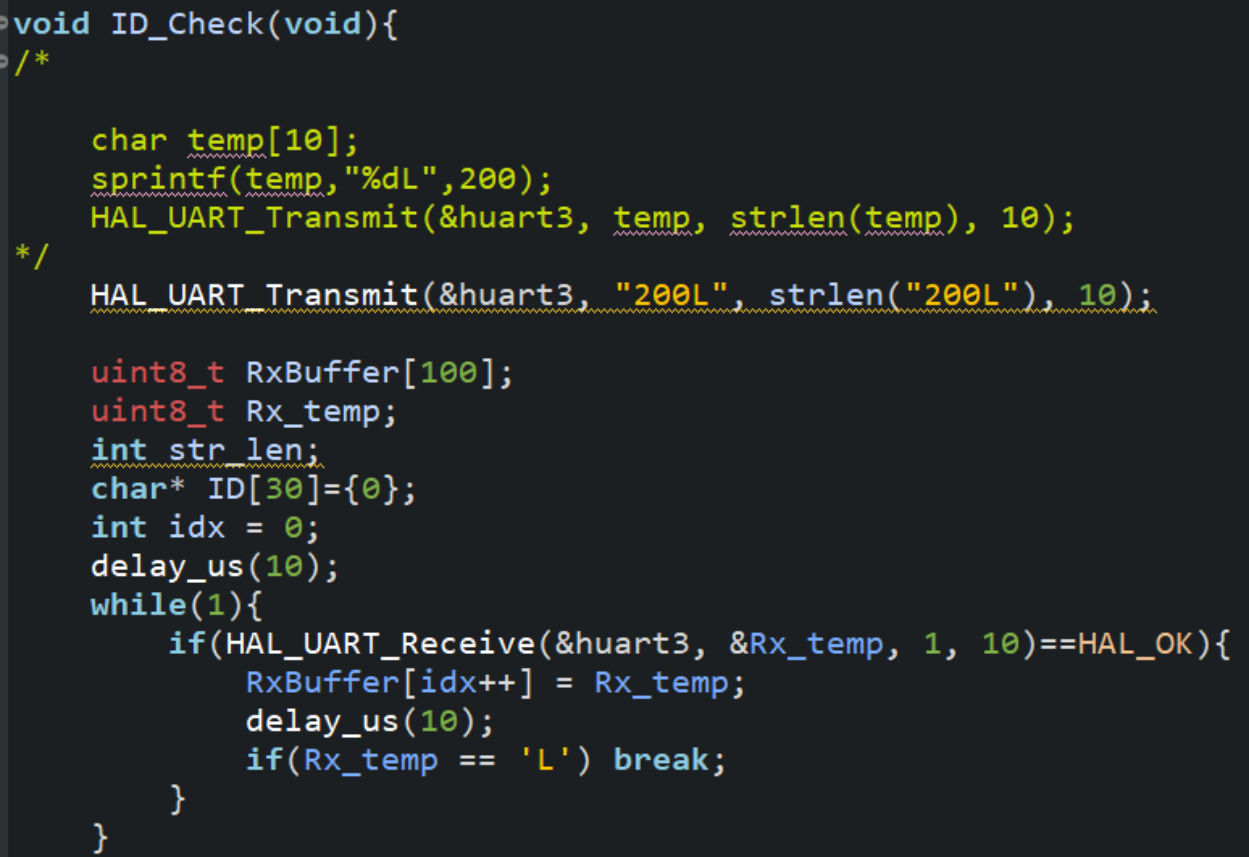 void ID_Check(void){
/*
char temp[10];
sprintf(temp,"%dL",200);
HAL_UART_Transmit(&huart3, temp, strlen(temp), 10);
*/
HAL_UART_Transmit(&huart3, "200L", strlen("200L"), 10);
uint8_t RxBuffer[100];
uint8_t Rx_temp;
int str_len;
char* ID[30]={0};
int idx = 0;
delay_us(10);
while(1){
if(HAL_UART_Receive(&huart3, &Rx_temp, 1, 10)==HAL_OK){
RxBuffer[idx++] = Rx_temp;
delay_us(10);
if(Rx_temp == 'L') break;
}
}